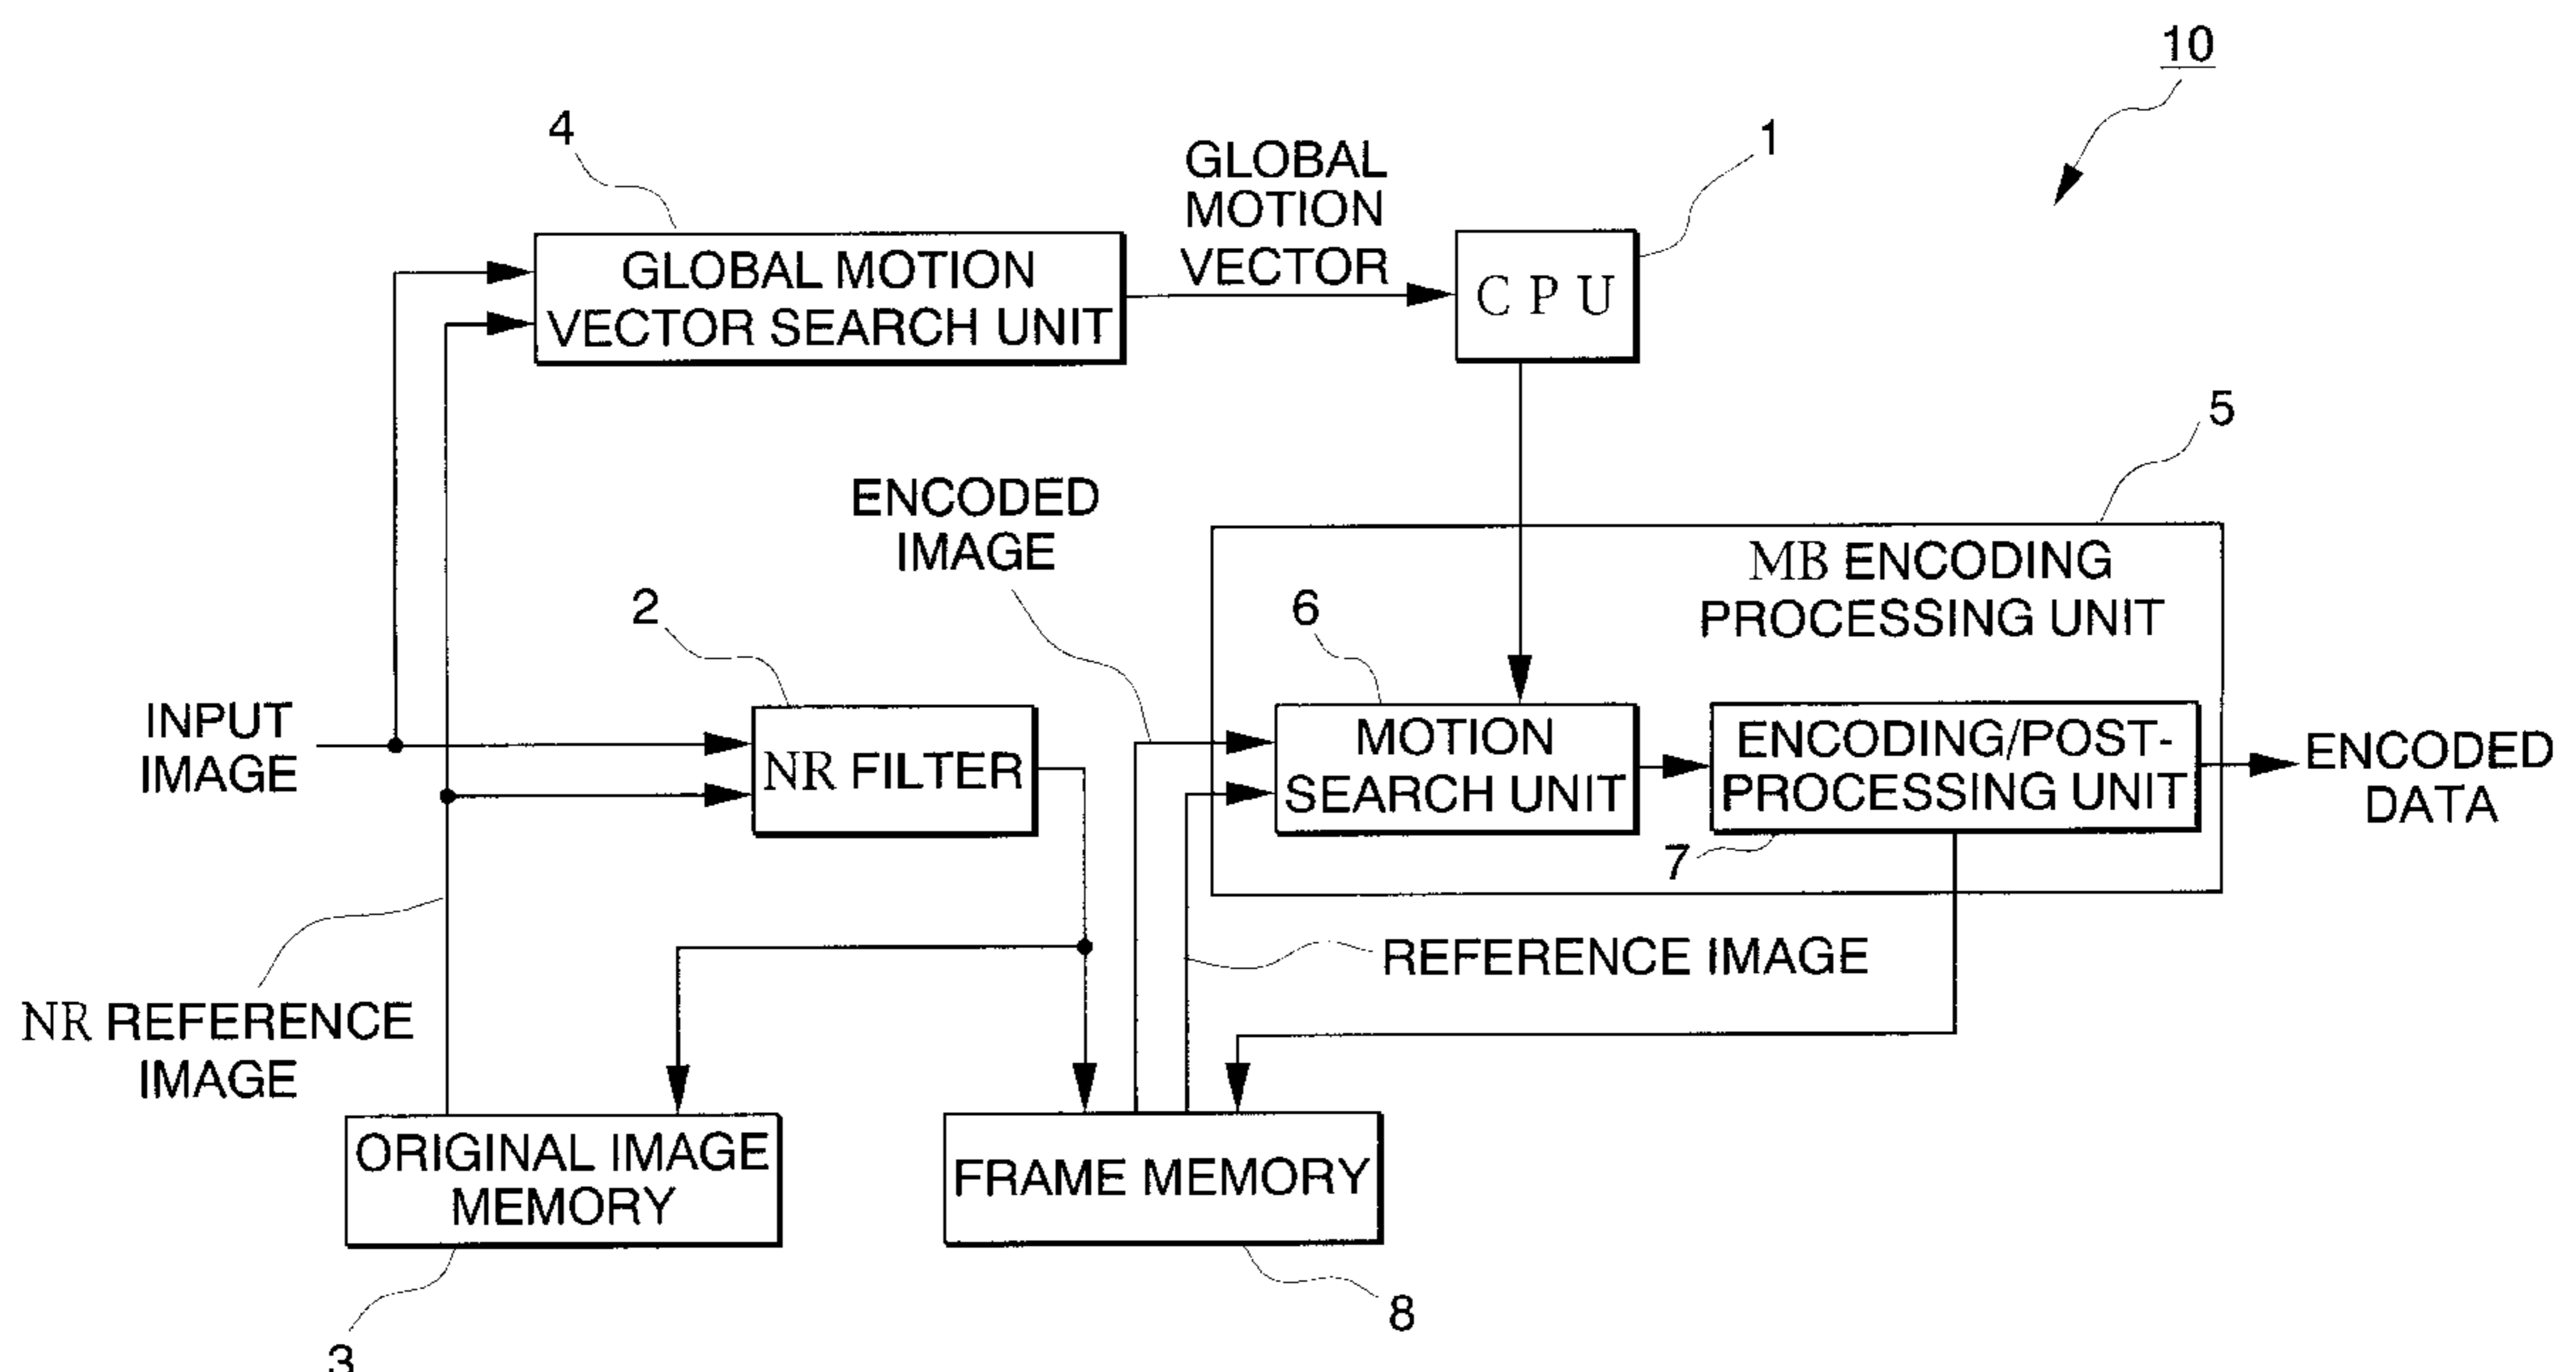 10
4
1
GLOBAL
MOTION
VECTOR
GLOBAL MOTION
VECTOR SEARCH UNIT
CPU
5
ENCODED
IMAGE
MB ENCODING
PROCESSING UNIT
2
6
INPUT
IMAGE
NR FILTER
MOTION
SEARCH UNIT
ENCODING/POST-
PROCESSING UNIT
ENCODED
DATA
7
REFERENCE IMAGE
NR REFERENCE
IMAGE
ORIGINAL IMAGE
MEMORY
FRAME MEMORY
8
3